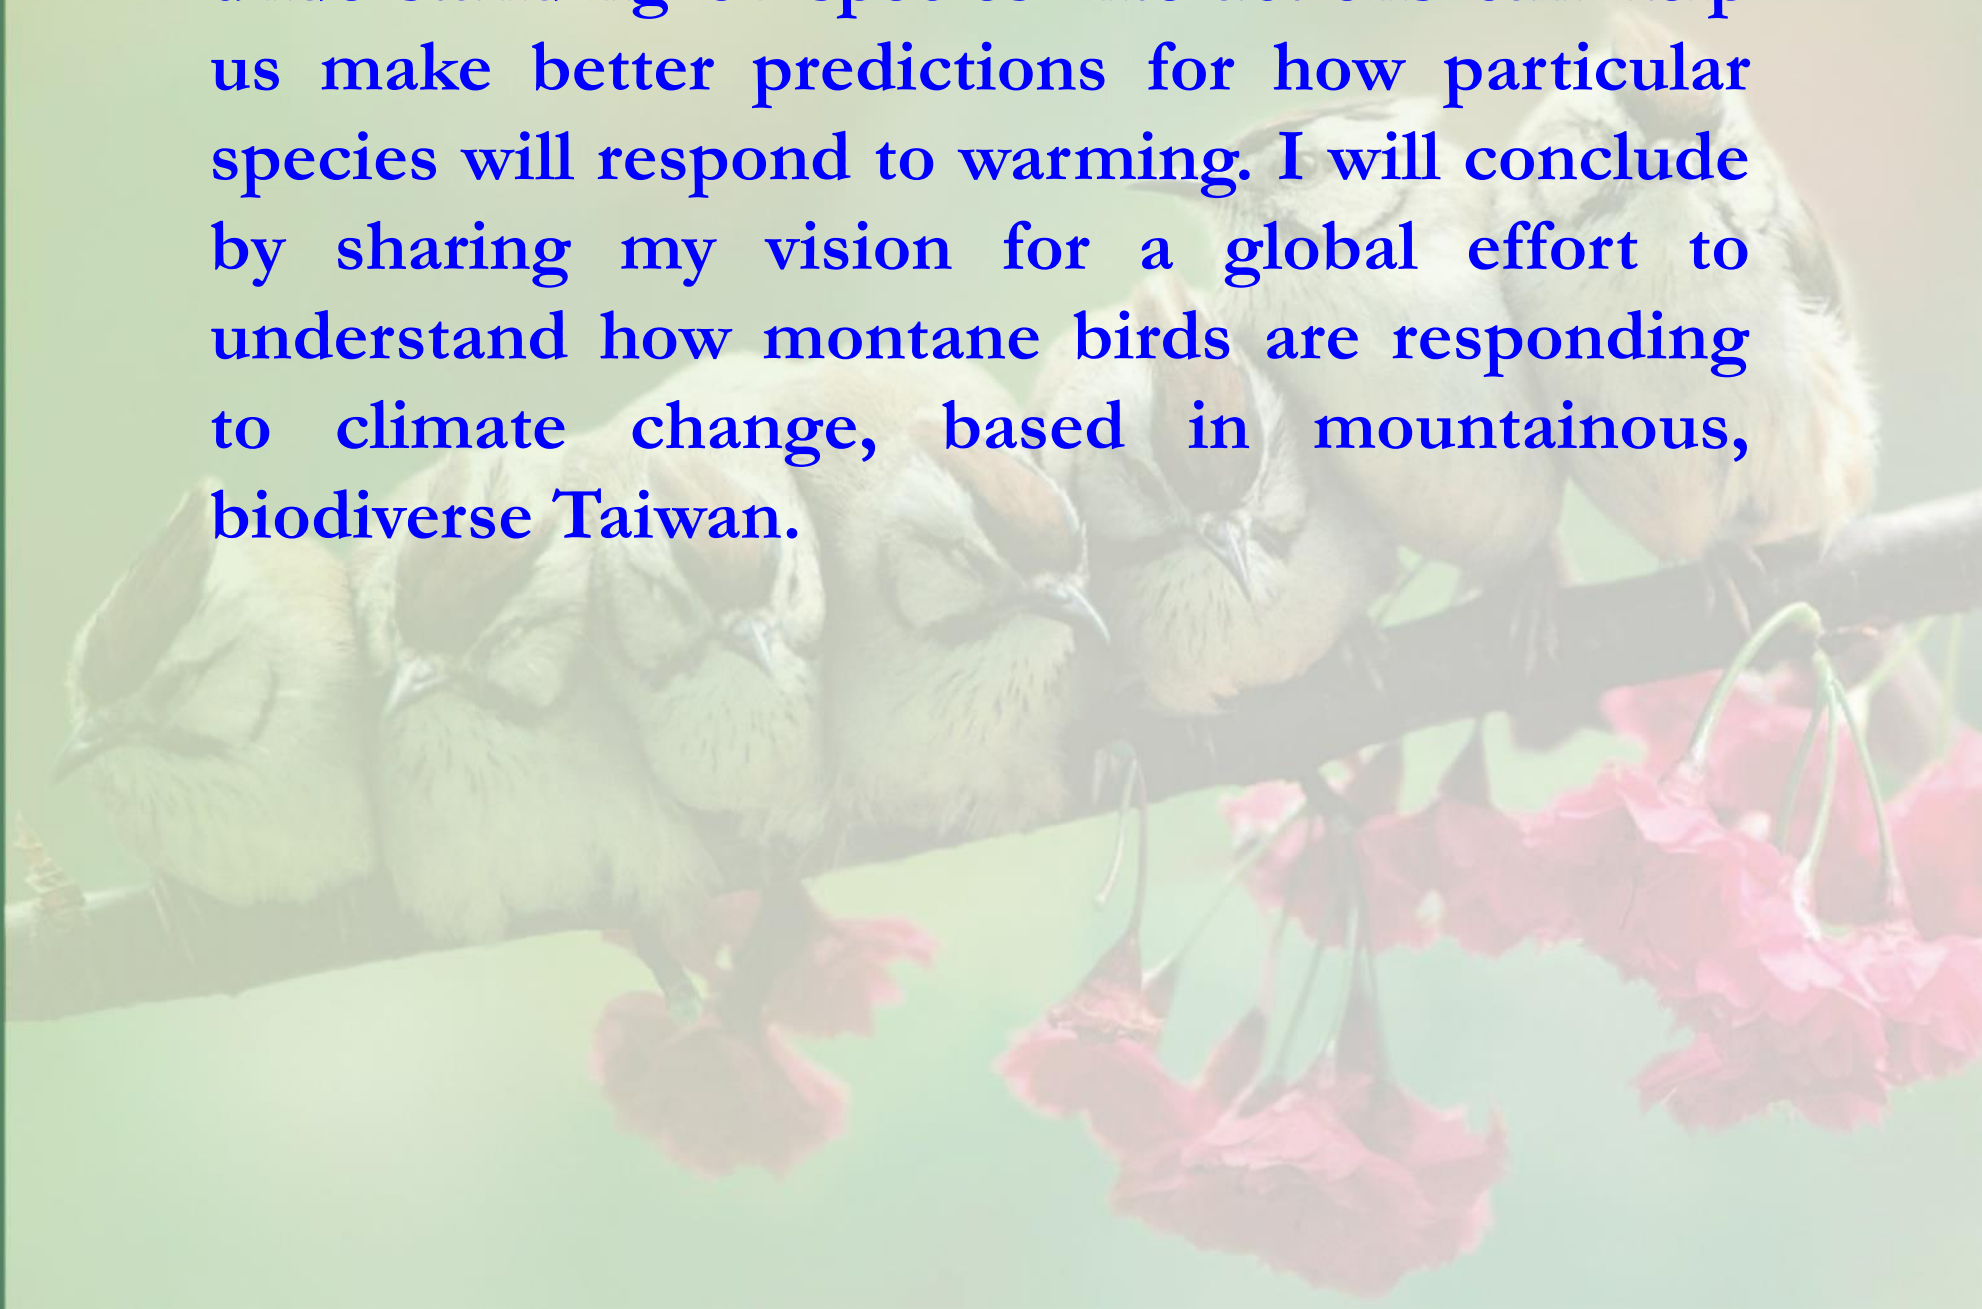 us make better predictions for how particular
species will respond to warming. I will conclude
by sharing my vision for a global effort to
understand how montane birds are responding
to climate change, based in mountainous,
biodiverse Taiwan.